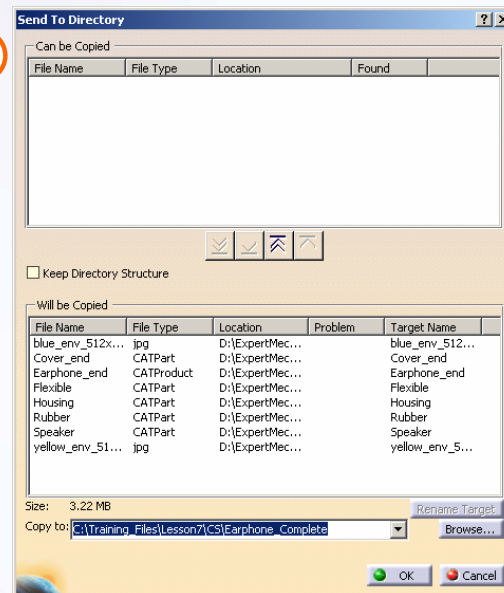 Send To Directory
Can be Copied
File Name File Type Location Found
Keep Directory Structure
Will be Copied
File Name File Type Location Problem Target Name
blue_env_512x... jpg D:\ExpertMec... blue_env_512...
Cover_end CATPart D:\ExpertMec... Cover_end
Earphone_end CATProduct D:\ExpertMec... Earphone_end
Flexible CATPart D:\ExpertMec... Flexible
Housing CATPart D:\ExpertMec... Housing
Rubber CATPart D:\ExpertMec... Rubber
Speaker CATPart D:\ExpertMec... Speaker
yellow_env_51... jpg D:\ExpertMec... yellow_env_5...
Size: 3.22 MB Rename Target
Copy to: C:\Training_Files\Lesson7\CS\Earphone_Complete Browse...
OK Cancel